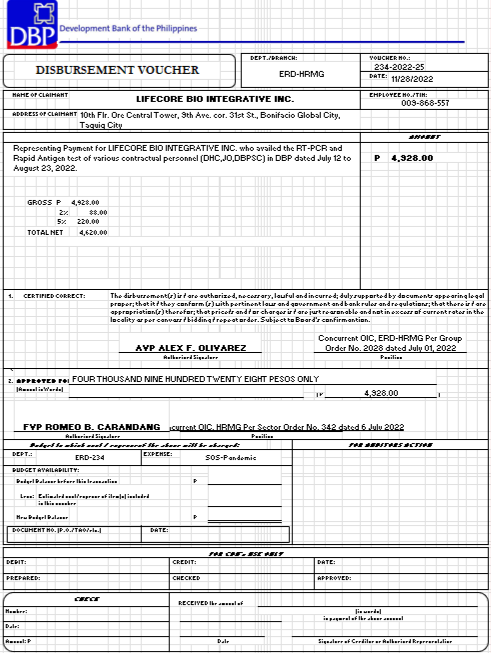 DBP
Development Bank of the Philippines
DISBURSEMENT VOUCHER
DEPT./BRANCH:
ERD-HRMG
VOUCHER NO.:
234-2022-25
DATE: 11/28/2022
NAME OF CLAIMANT
LIFECORE BIO INTEGRATIVE INC.
EMPLOYEE NO./TIN:
009-868-557
ADDRESS OF CLAIMANT 10th Flr. Ore Central Tower, 9th Ave. cor. 31st St., Bonifacio Global City,
Taguig City
AMOUNT
Representing Payment for LIFECORE BIO INTEGRATIVE INC. who availed the RT-PCR and
Rapid Antigen test of various contractual personnel (DHC,JO,DBPSC) in DBP dated July 12 to
August 23, 2022.
P 4,928.00
GROSS P 4,928.00
2% 88.00
5% 220.00
TOTAL NET 4,620.00
1. CERTIFIED CORRECT:
The disbursement(s) is/are authorized, necessary, lawful and incurred; duly supported by documents appearing legal
proper; that it/they conform(s) with pertinent laws and government and bank rules and regulations; that there is/are
appropriation(s) therefor; that price/s and/or charges is/are just reasonable and not in excess of current rates in the
locality as per canvass/bidding/repeat order. Subject to Board's confirmation.
AVP ALEX F. OLIVAREZ
Authorized Signatory
Concurrent OIC, ERD-HRMG Per Group
Order No. 2028 dated July 01, 2022
Position
2. APPROVED FO
FOUR THOUSAND NINE HUNDRED TWENTY EIGHT PESOS ONLY
(Amount in Words)
(P 4,928.00 )
FVP ROMEO B. CARANDANG
current OIC, HRMG Per Sector Order No. 342 dated 6 July 2022
Authorized Signatory
Position
Budget to which cost/expense of the above will be charged:
FOR AUDITORS ACTION
DEPT.: ERD-234
EXPENSE: SOS-Pandemic
BUDGET AVAILABILITY:
Budget Balance before this transaction P
Less: Estimated cost/expense of item(s) included
in this voucher
New Budget Balance P
DOCUMENT NO. (P.O./TAO/etc.)
DATE:
FOR CBD's USE ONLY
DEBIT:
CREDIT:
DATE:
PREPARED:
CHECKED
APPROVED:
CHECK
Number:
Date:
Amount: P
RECEIVED the amount of
(in words)
in payment of the above account
Date
Signature of Creditor or Authorized Representative